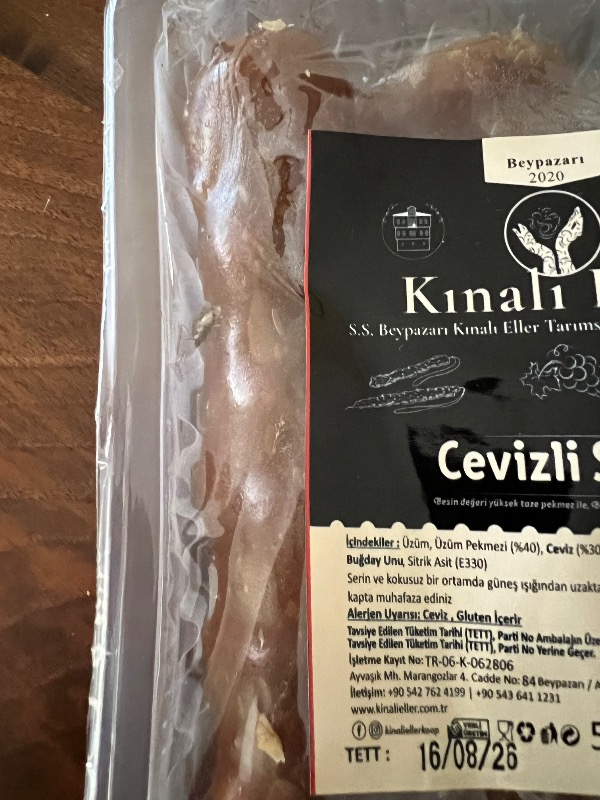 Beypazarı
2020
Kınalı
S.S. Beypazarı Kınalı Eller Tarıms
Cevizli S
Besin değeri yüksek taze pekmez ile,
İçindekiler : Üzüm, Üzüm Pekmezi (%40), Ceviz (%30
Buğday Unu, Sitrik Asit (E330)
Serin ve kokusuz bir ortamda güneş ışığından uzakta
kapta muhafaza ediniz
Alerjen Uyarısı: Ceviz , Gluten İçerir
Tavsiye Edilen Tüketim Tarihi (TETT), Parti No Ambalajın Üze
Tavsiye Edilen Tüketim Tarihi (TETT), Parti No Yerine Geçer.
İşletme Kayıt No: TR-06-K-062806
Ayvaşık Mh. Marangozlar 4. Cadde No: 84 Beypazarı / A
İletişim: +90 542 762 4199 | +90 543 641 1231
www.kinalieller.com.tr
kinaliellerkoop
YERLİ ÜRETİM
5
TETT : 16/08/26